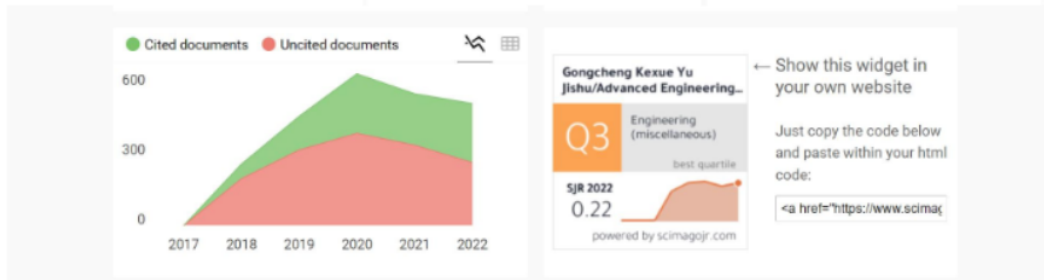 Cited documents Uncited documents
600
300
0
2017 2018 2019 2020 2021 2022
Gongcheng Kexue Yu
Jishu/Advanced Engineering...
Q3
Engineering
(miscellaneous)
best quartile
SJR 2022
0.22
powered by scimagojr.com
← Show this widget in
your own website
Just copy the code below
and paste within your html
code:
<a href="https://www.scimag